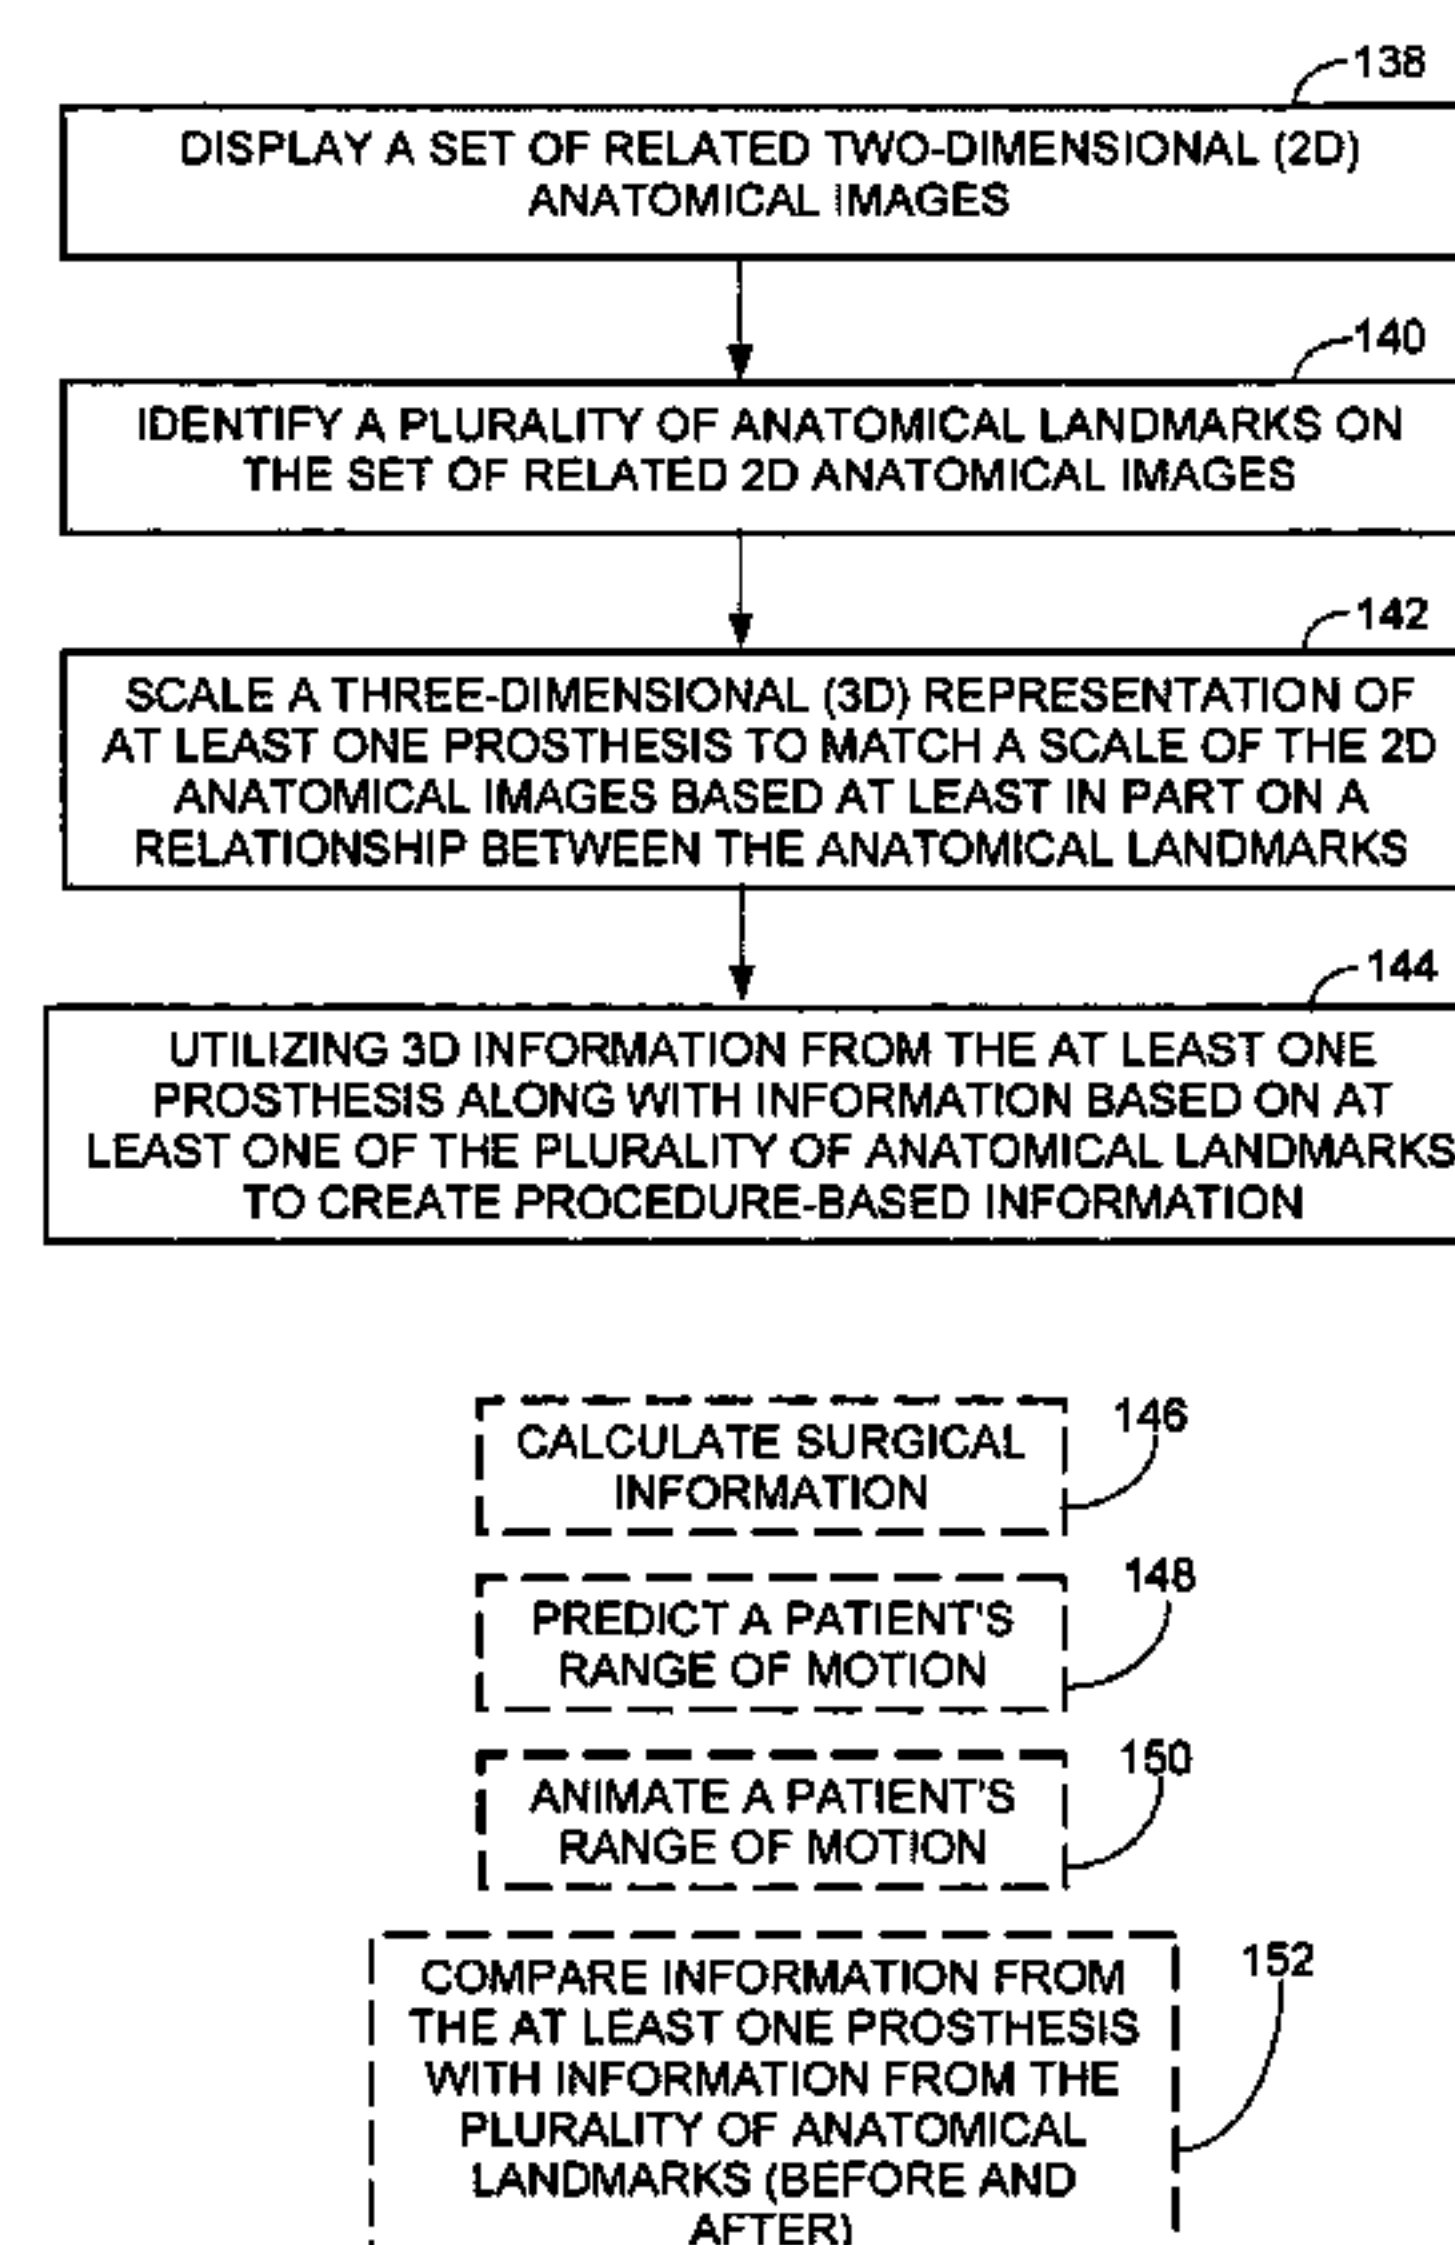 138
DISPLAY A SET OF RELATED TWO-DIMENSIONAL (2D)
ANATOMICAL IMAGES
140
IDENTIFY A PLURALITY OF ANATOMICAL LANDMARKS ON
THE SET OF RELATED 2D ANATOMICAL IMAGES
142
SCALE A THREE-DIMENSIONAL (3D) REPRESENTATION OF
AT LEAST ONE PROSTHESIS TO MATCH A SCALE OF THE 2D
ANATOMICAL IMAGES BASED AT LEAST IN PART ON A
RELATIONSHIP BETWEEN THE ANATOMICAL LANDMARKS
144
UTILIZING 3D INFORMATION FROM THE AT LEAST ONE
PROSTHESIS ALONG WITH INFORMATION BASED ON AT
LEAST ONE OF THE PLURALITY OF ANATOMICAL LANDMARKS
TO CREATE PROCEDURE-BASED INFORMATION
146
CALCULATE SURGICAL
INFORMATION
148
PREDICT A PATIENT'S
RANGE OF MOTION
150
ANIMATE A PATIENT'S
RANGE OF MOTION
152
COMPARE INFORMATION FROM
THE AT LEAST ONE PROSTHESIS
WITH INFORMATION FROM THE
PLURALITY OF ANATOMICAL
LANDMARKS (BEFORE AND
AFTER)